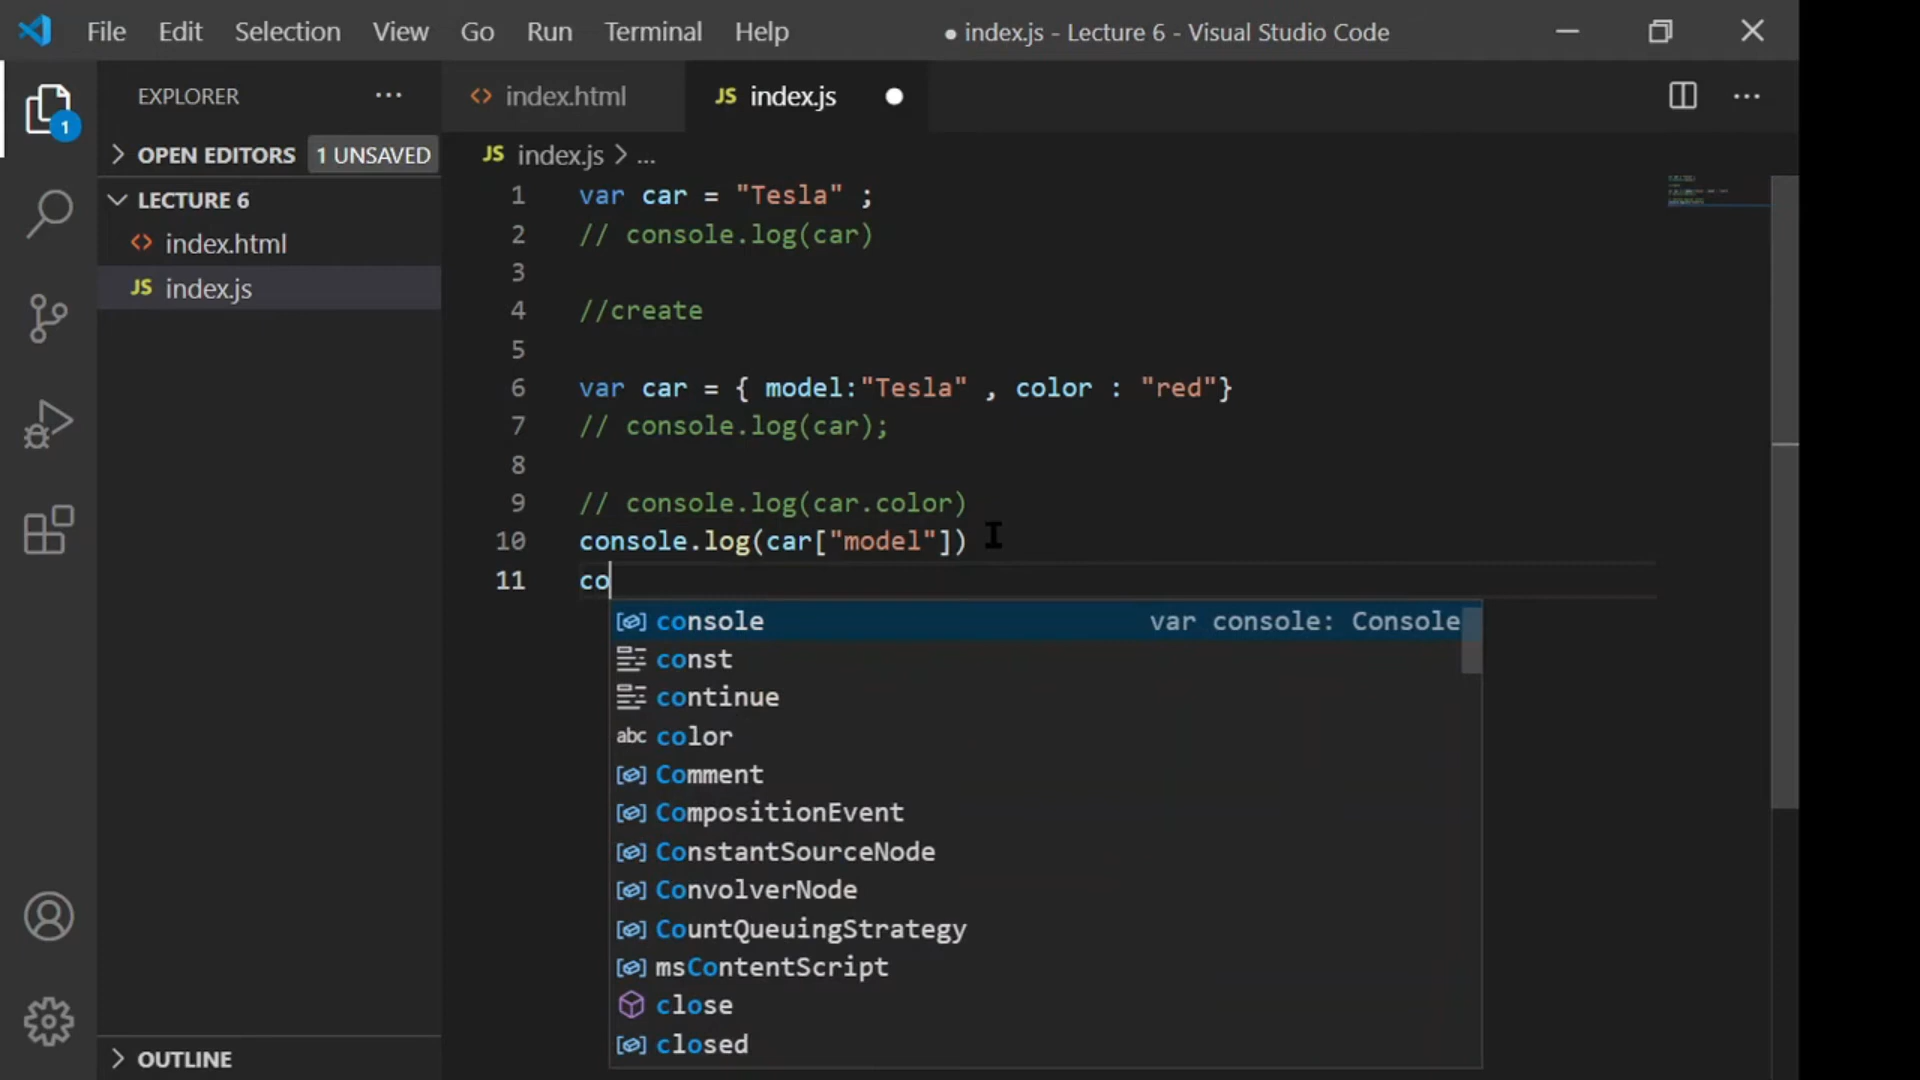 File Edit Selection View Go Run Terminal Help
● index.js - Lecture 6 - Visual Studio Code
EXPLORER ...
1
OPEN EDITORS 1 UNSAVED
LECTURE 6
<> index.html
JS index.js
OUTLINE
<> index.html
JS index.js ●
JS index.js > ...
1 var car = "Tesla" ;
2 // console.log(car)
3
4 //create
5
6 var car = { model:"Tesla" , color : "red"}
7 // console.log(car);
8
9 // console.log(car.color)
10 console.log(car["model"])
11 co
console var console: Console
const
continue
abc color
Comment
CompositionEvent
ConstantSourceNode
ConvolverNode
CountQueuingStrategy
msContentScript
close
closed